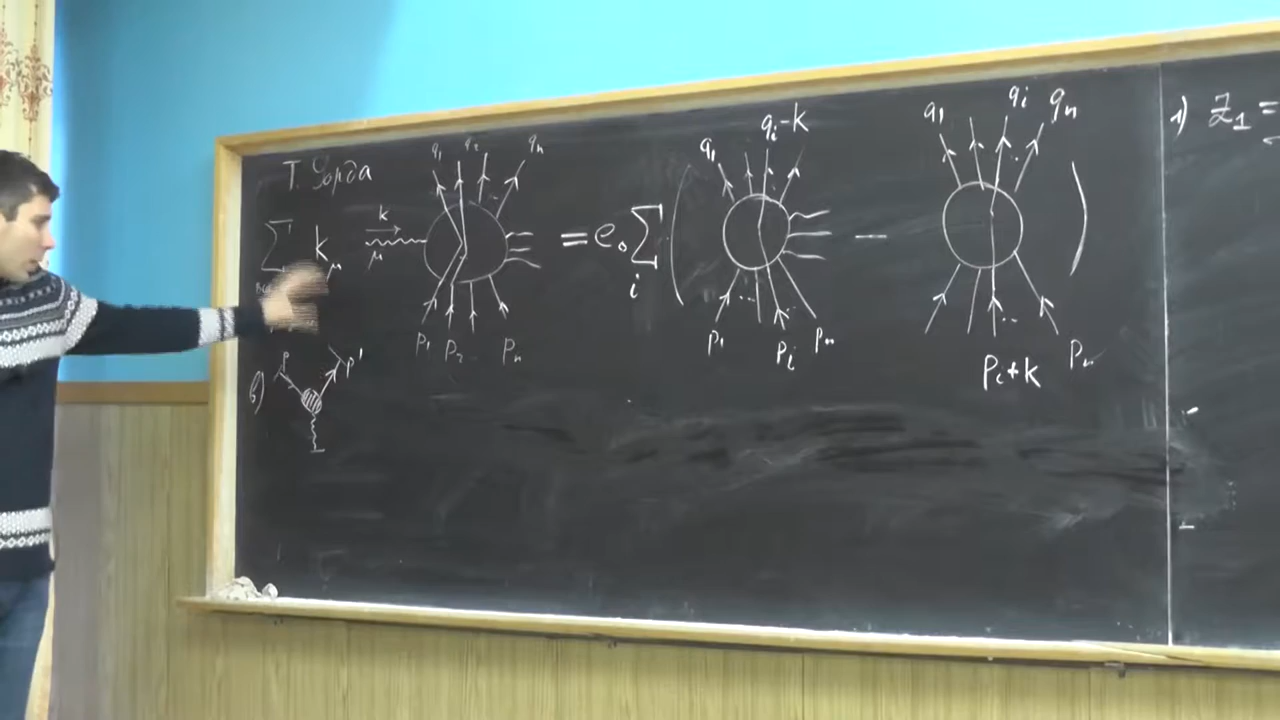 Т. Уорда
q₁ q₂ qₙ
∑ k_μ k μ = e₀ ∑ i ( q₁ qᵢ-k — q₁ qᵢ qₙ )
p₁ p₂ .. pₙ
p₁ pᵢ pₙ
pᵢ+k pₙ
в) p p'
1) Z₁ =